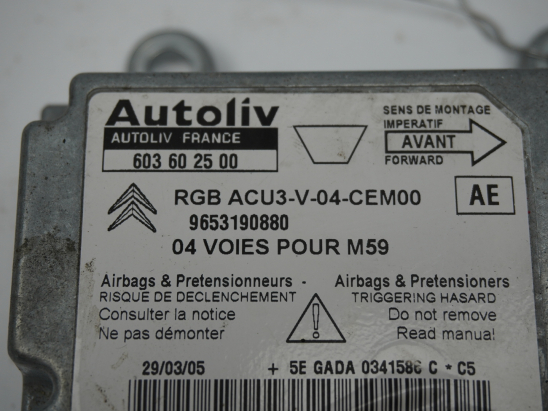 Autoliv
AUTOLIV FRANCE
603 60 25 00
SENS DE MONTAGE
IMPERATIF
AVANT
FORWARD
RGB ACU3-V-04-CEM00
AE
9653190880
04 VOIES POUR M59
Airbags & Pretensionneurs -
RISQUE DE DECLENCHEMENT
Consulter la notice
Ne pas démonter
Airbags & Pretensioners
TRIGGERING HASARD
Do not remove
Read manual
29/03/05 + 5E GADA 0341586 C * C5